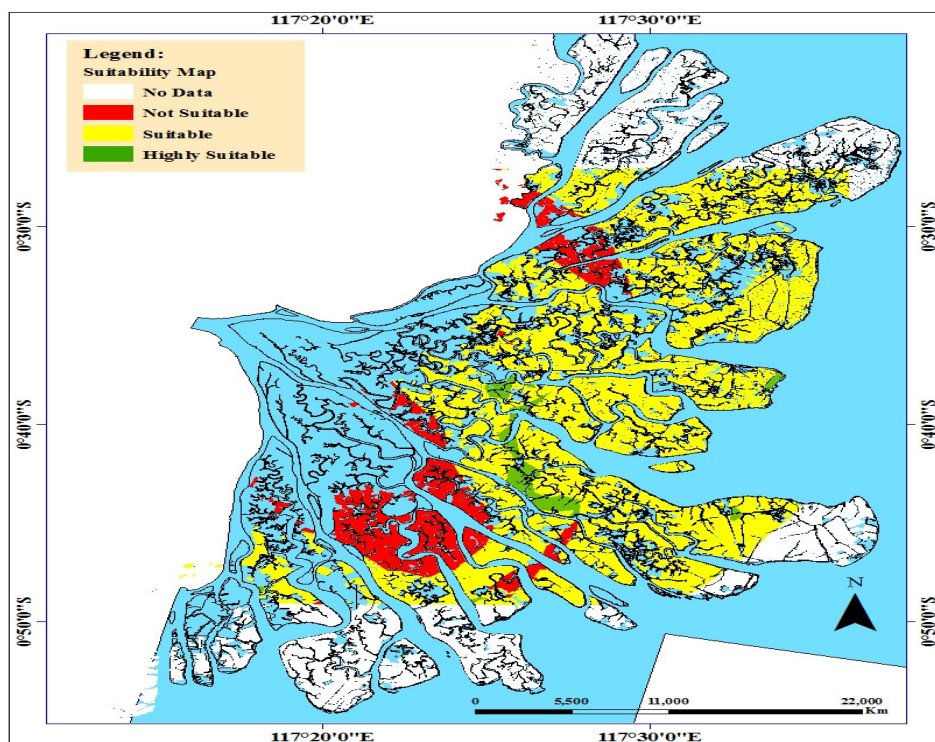 117°20'0"E 117°30'0"E
Legend:
Suitability Map
No Data
Not Suitable
Suitable
Highly Suitable
0°30'0"S 0°30'0"S
0°40'0"S 0°40'0"S
N
0°50'0"S 0°50'0"S
0 5,500 11,000 22,000
Km
117°20'0"E 117°30'0"E